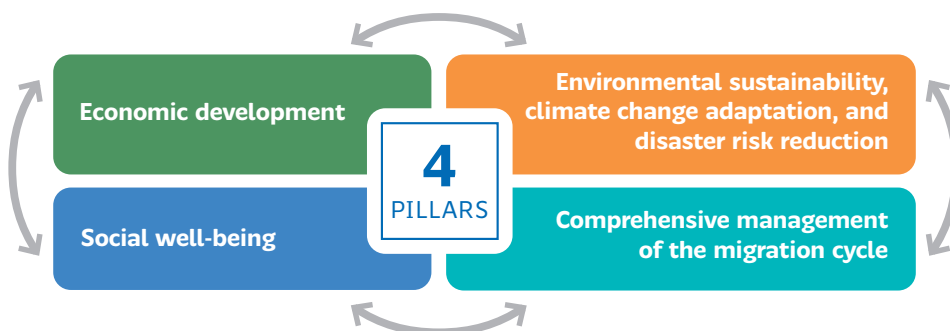 Economic development
Environmental sustainability,
climate change adaptation, and
disaster risk reduction
4
PILLARS
Social well-being
Comprehensive management
of the migration cycle